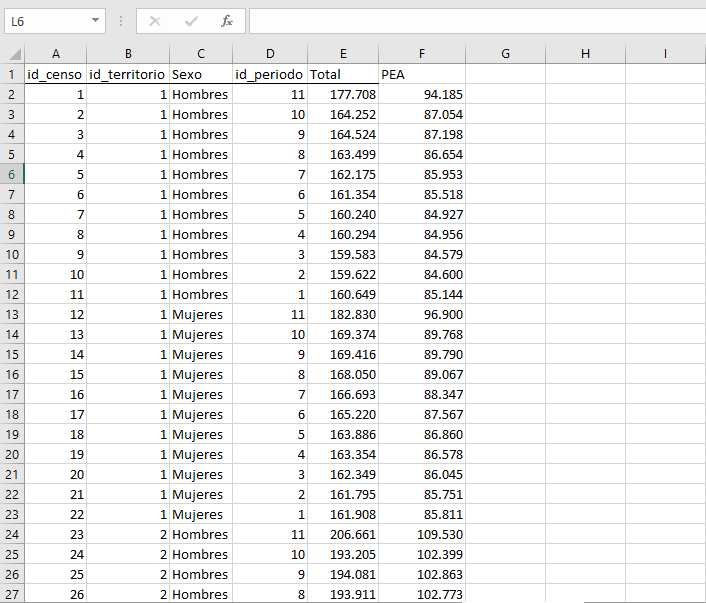 L6 fx
A B C D E F G H I
1 id_censo id_territorio Sexo id_periodo Total PEA
2 1 1 Hombres 11 177.708 94.185
3 2 1 Hombres 10 164.252 87.054
4 3 1 Hombres 9 164.524 87.198
5 4 1 Hombres 8 163.499 86.654
6 5 1 Hombres 7 162.175 85.953
7 6 1 Hombres 6 161.354 85.518
8 7 1 Hombres 5 160.240 84.927
9 8 1 Hombres 4 160.294 84.956
10 9 1 Hombres 3 159.583 84.579
11 10 1 Hombres 2 159.622 84.600
12 11 1 Hombres 1 160.649 85.144
13 12 1 Mujeres 11 182.830 96.900
14 13 1 Mujeres 10 169.374 89.768
15 14 1 Mujeres 9 169.416 89.790
16 15 1 Mujeres 8 168.050 89.067
17 16 1 Mujeres 7 166.693 88.347
18 17 1 Mujeres 6 165.220 87.567
19 18 1 Mujeres 5 163.886 86.860
20 19 1 Mujeres 4 163.354 86.578
21 20 1 Mujeres 3 162.349 86.045
22 21 1 Mujeres 2 161.795 85.751
23 22 1 Mujeres 1 161.908 85.811
24 23 2 Hombres 11 206.661 109.530
25 24 2 Hombres 10 193.205 102.399
26 25 2 Hombres 9 194.081 102.863
27 26 2 Hombres 8 193.911 102.773